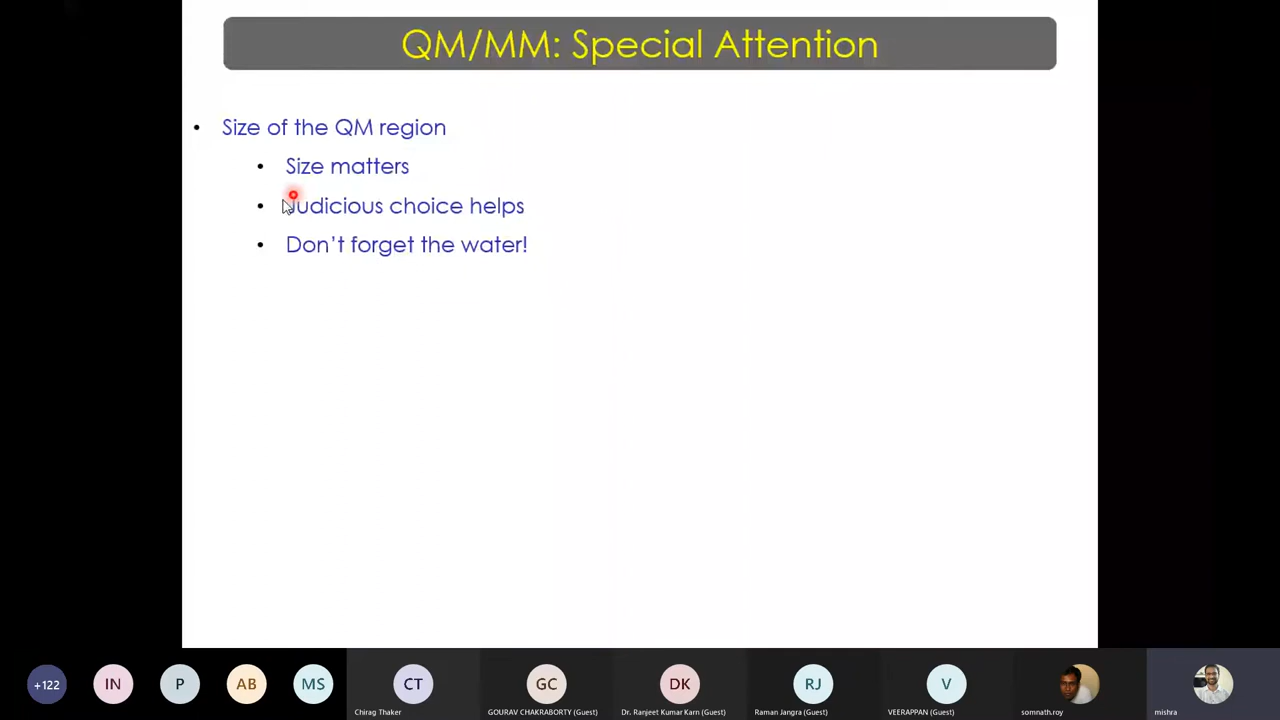 QM/MM: Special Attention
• Size of the QM region
• Size matters
• Judicious choice helps
• Don't forget the water!
+122
IN
P
AB
MS
CT
GC
DK
RJ
V
Chirag Thaker
GOURAV CHAKRABORTY (Guest)
Dr. Ranjeet Kumar Karn (Guest)
Raman Jangra (Guest)
VEERAPPAN (Guest)
somnath.roy
mishra